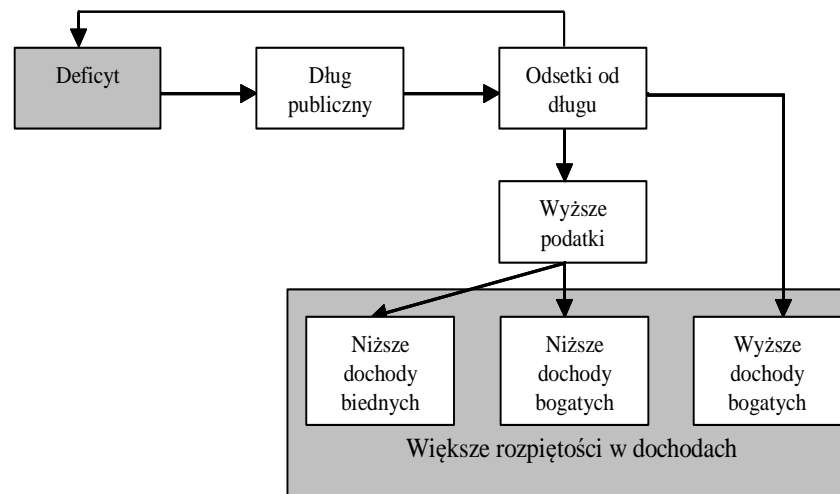 Deficyt
Dług
publiczny
Odsetki od
długu
Wyższe
podatki
Niższe
dochody
biednych
Niższe
dochody
bogatych
Wyższe
dochody
bogatych
Większe rozpiętości w dochodach